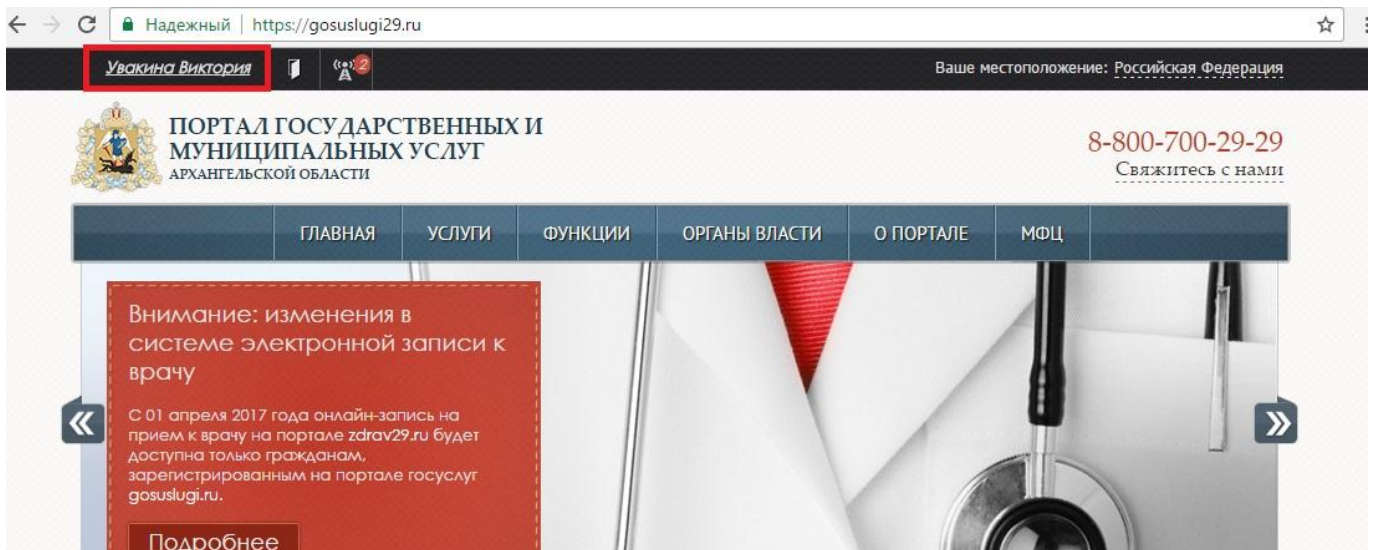 Надежный | https://gosuslugi29.ru
Увакина Виктория 2 Ваше местоположение: Российская Федерация
ПОРТАЛ ГОСУДАРСТВЕННЫХ И
МУНИЦИПАЛЬНЫХ УСЛУГ
АРХАНГЕЛЬСКОЙ ОБЛАСТИ
8-800-700-29-29
Свяжитесь с нами
ГЛАВНАЯ УСЛУГИ ФУНКЦИИ ОРГАНЫ ВЛАСТИ О ПОРТАЛЕ МФЦ
Внимание: изменения в
системе электронной записи к
врачу
С 01 апреля 2017 года онлайн-запись на
прием к врачу на портале zdrav29.ru будет
доступна только гражданам,
зарегистрированным на портале госуслуг
gosuslugi.ru.
Подробнее